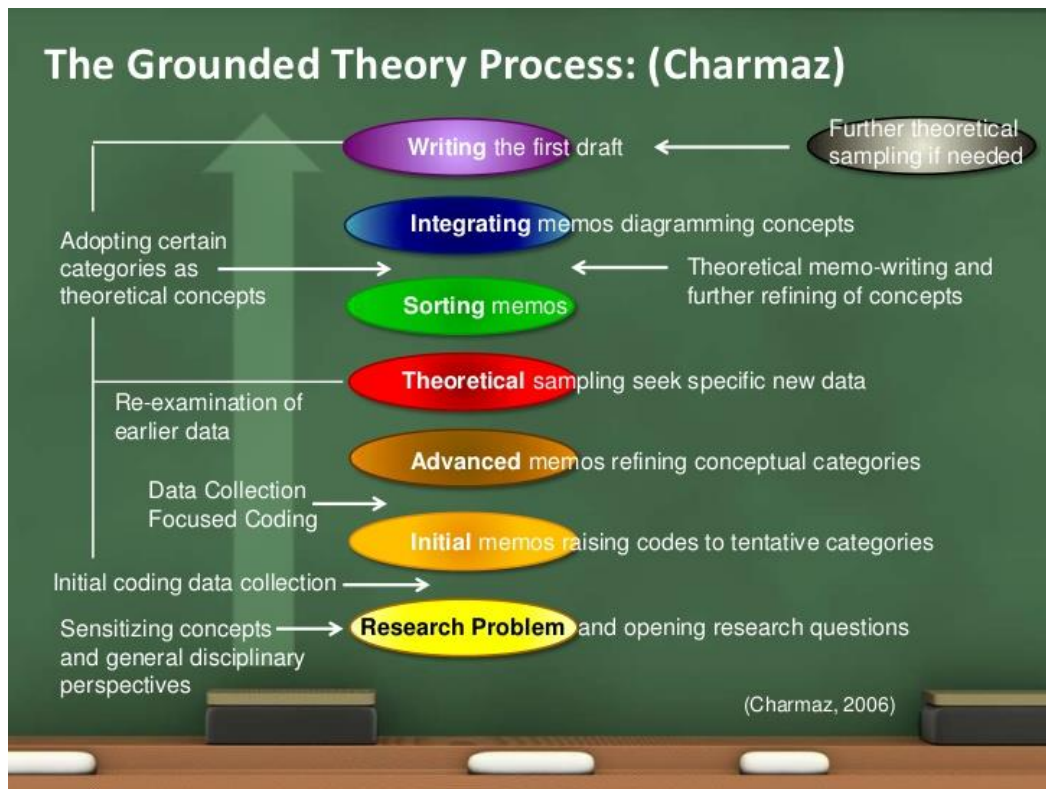 The Grounded Theory Process: (Charmaz)
Writing the first draft
Further theoretical
sampling if needed
Integrating memos diagramming concepts
Adopting certain
categories as
theoretical concepts
Theoretical memo-writing and
further refining of concepts
Sorting memos
Theoretical sampling seek specific new data
Re-examination of
earlier data
Advanced memos refining conceptual categories
Data Collection
Focused Coding
Initial memos raising codes to tentative categories
Initial coding data collection
Research Problem and opening research questions
Sensitizing concepts
and general disciplinary
perspectives
(Charmaz, 2006)